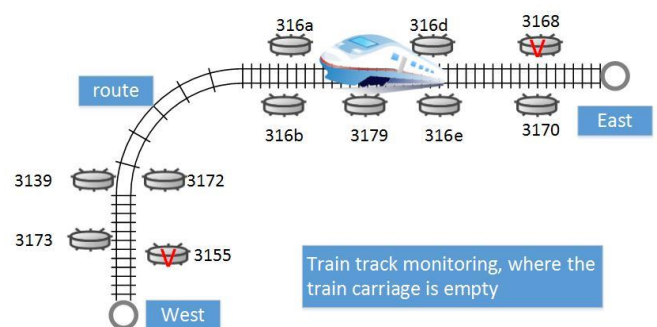 316a
316d
3168
V
route
316b
3179
316e
3170
East
3139
3172
3173
V
3155
Train track monitoring, where the
train carriage is empty
West